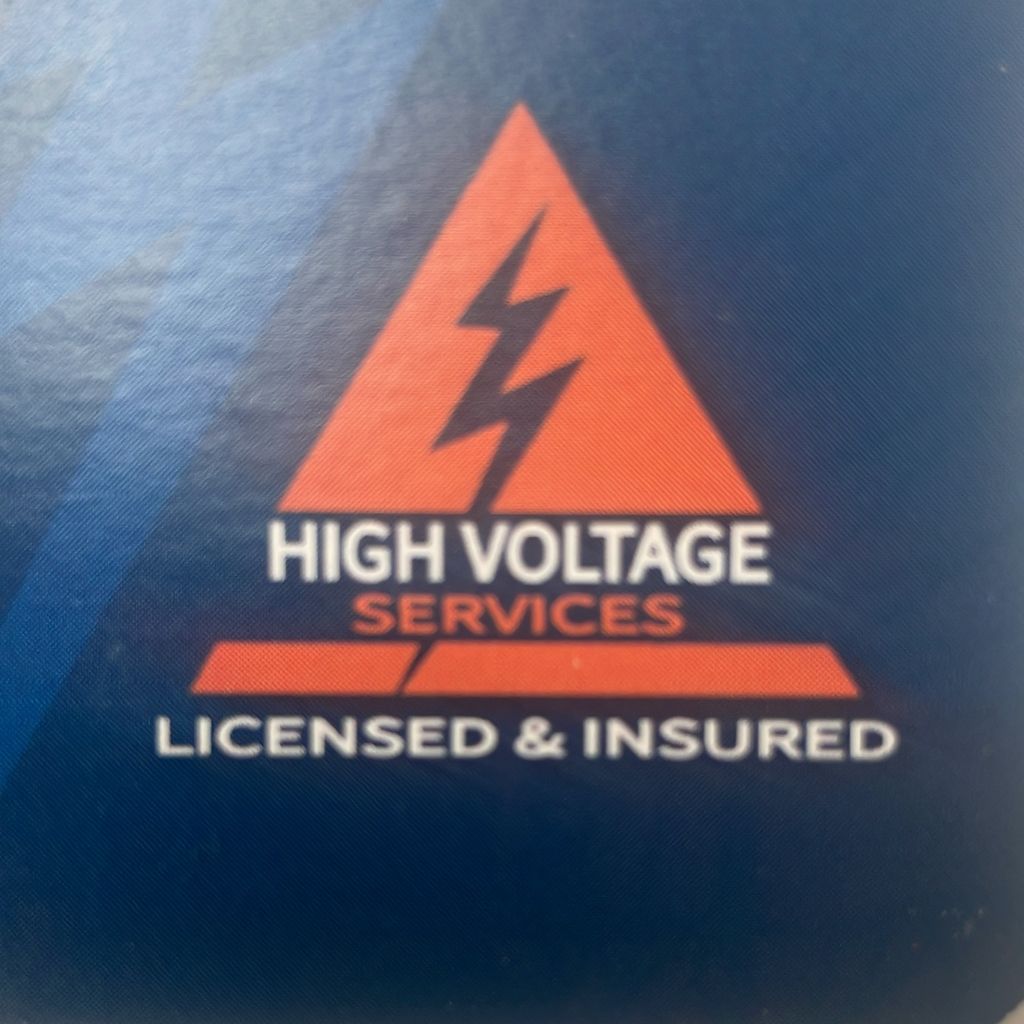 HIGH VOLTAGE
SERVICES
LICENSED & INSURED